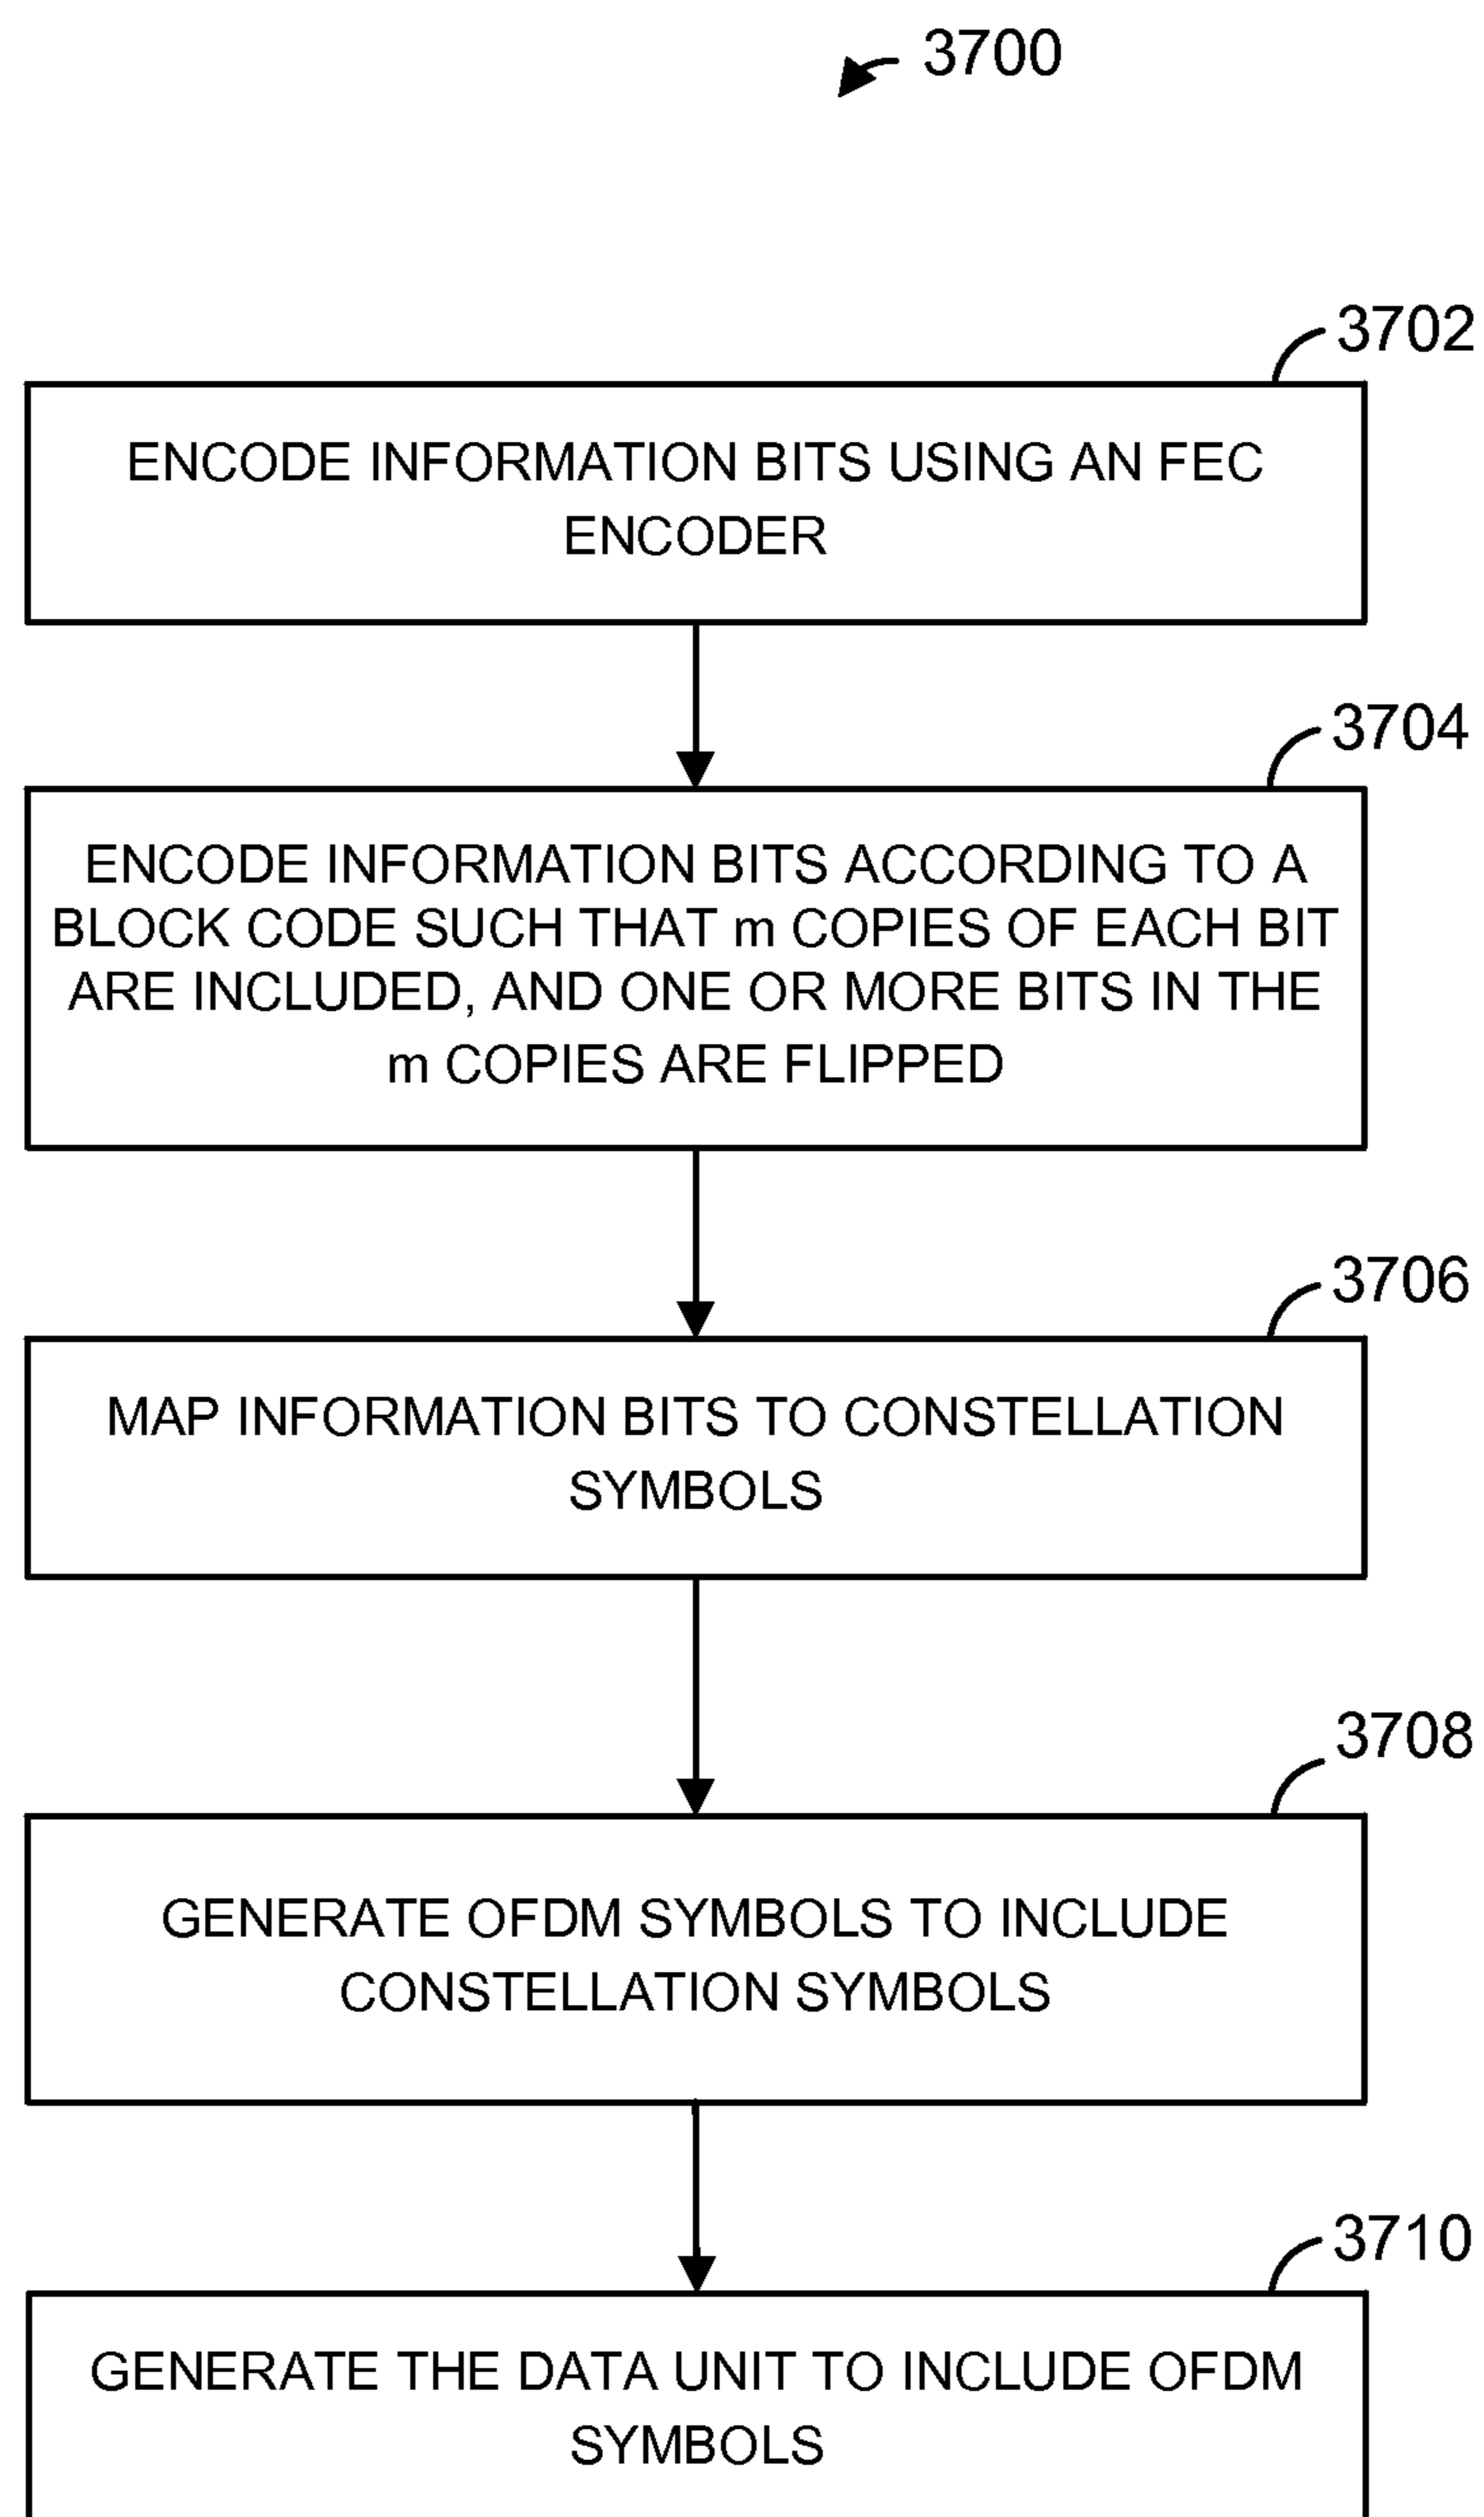 3700
3702
ENCODE INFORMATION BITS USING AN FEC
ENCODER
3704
ENCODE INFORMATION BITS ACCORDING TO A
BLOCK CODE SUCH THAT m COPIES OF EACH BIT
ARE INCLUDED, AND ONE OR MORE BITS IN THE
m COPIES ARE FLIPPED
3706
MAP INFORMATION BITS TO CONSTELLATION
SYMBOLS
3708
GENERATE OFDM SYMBOLS TO INCLUDE
CONSTELLATION SYMBOLS
3710
GENERATE THE DATA UNIT TO INCLUDE OFDM
SYMBOLS